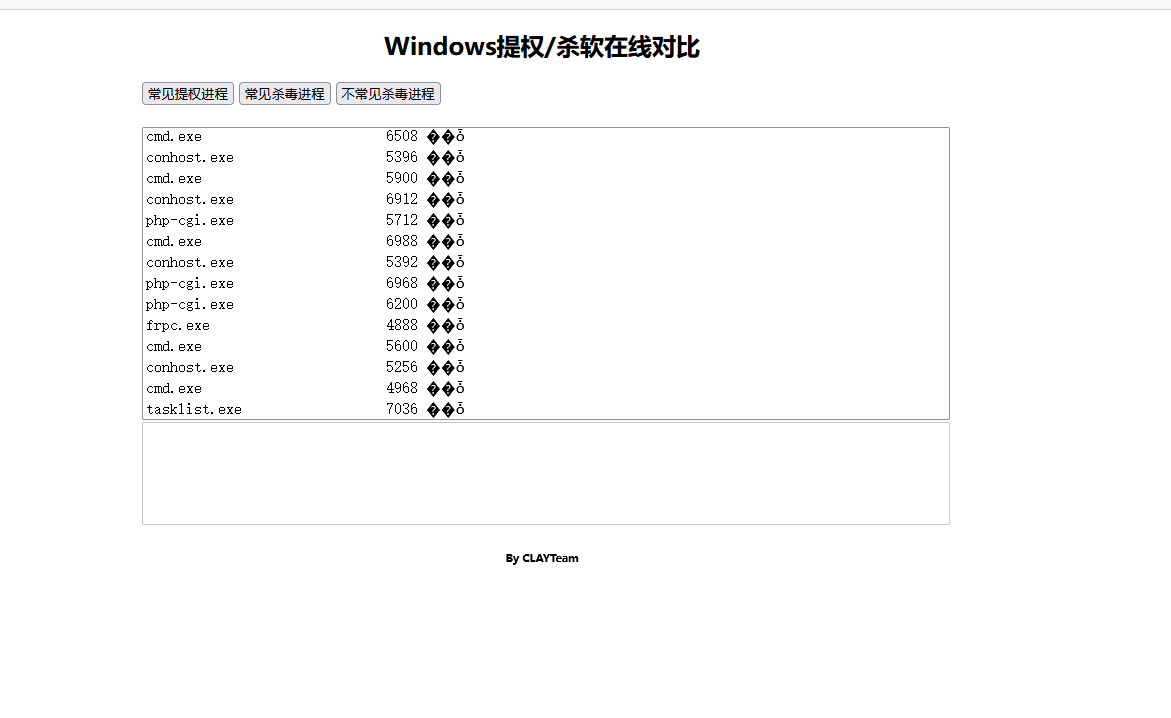 Windows提权/杀软在线对比
常见提权进程 常见杀毒进程 不常见杀毒进程
cmd.exe 6508 ��ȱ
conhost.exe 5396 ��ȱ
cmd.exe 5900 ��ȱ
conhost.exe 6912 ��ȱ
php-cgi.exe 5712 ��ȱ
cmd.exe 6988 ��ȱ
conhost.exe 5392 ��ȱ
php-cgi.exe 6968 ��ȱ
php-cgi.exe 6200 ��ȱ
frpc.exe 4888 ��ȱ
cmd.exe 5600 ��ȱ
conhost.exe 5256 ��ȱ
cmd.exe 4968 ��ȱ
tasklist.exe 7036 ��ȱ
By CLAYTeam